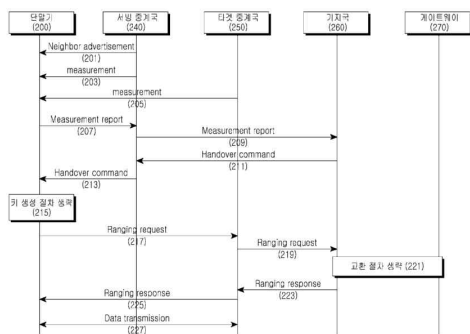 단말기
(200)
서빙 중계국
(240)
타겟 중계국
(250)
기지국
(260)
게이트웨이
(270)
Neighbor advertisement
(201)
measurement
(203)
measurement
(205)
Measurement report
(207)
Measurement report
(209)
Handover command
(211)
Handover command
(213)
키 생성 절차 생략
(215)
Ranging request
(217)
Ranging request
(219)
교환 절차 생략 (221)
Ranging response
(223)
Ranging response
(225)
Data transmission
(227)